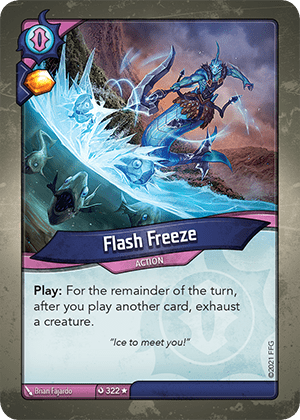 Flash Freeze
ACTION
Play: For the remainder of the turn,
after you play another card, exhaust
a creature.
"Ice to meet you!"
Brian Fajardo
322
©2021 FFG